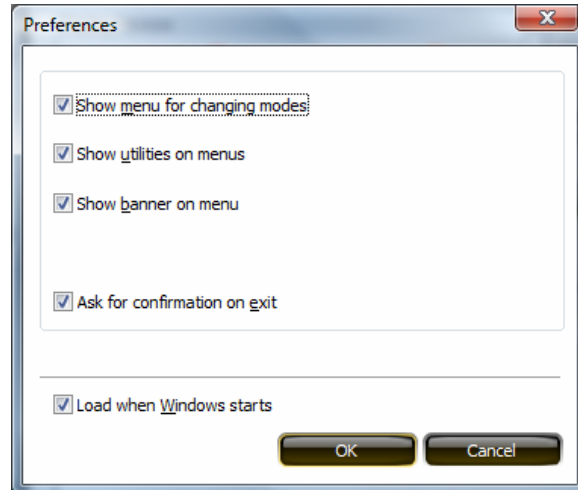 Preferences
Show menu for changing modes
Show utilities on menus
Show banner on menu
Ask for confirmation on exit
Load when Windows starts
OK
Cancel